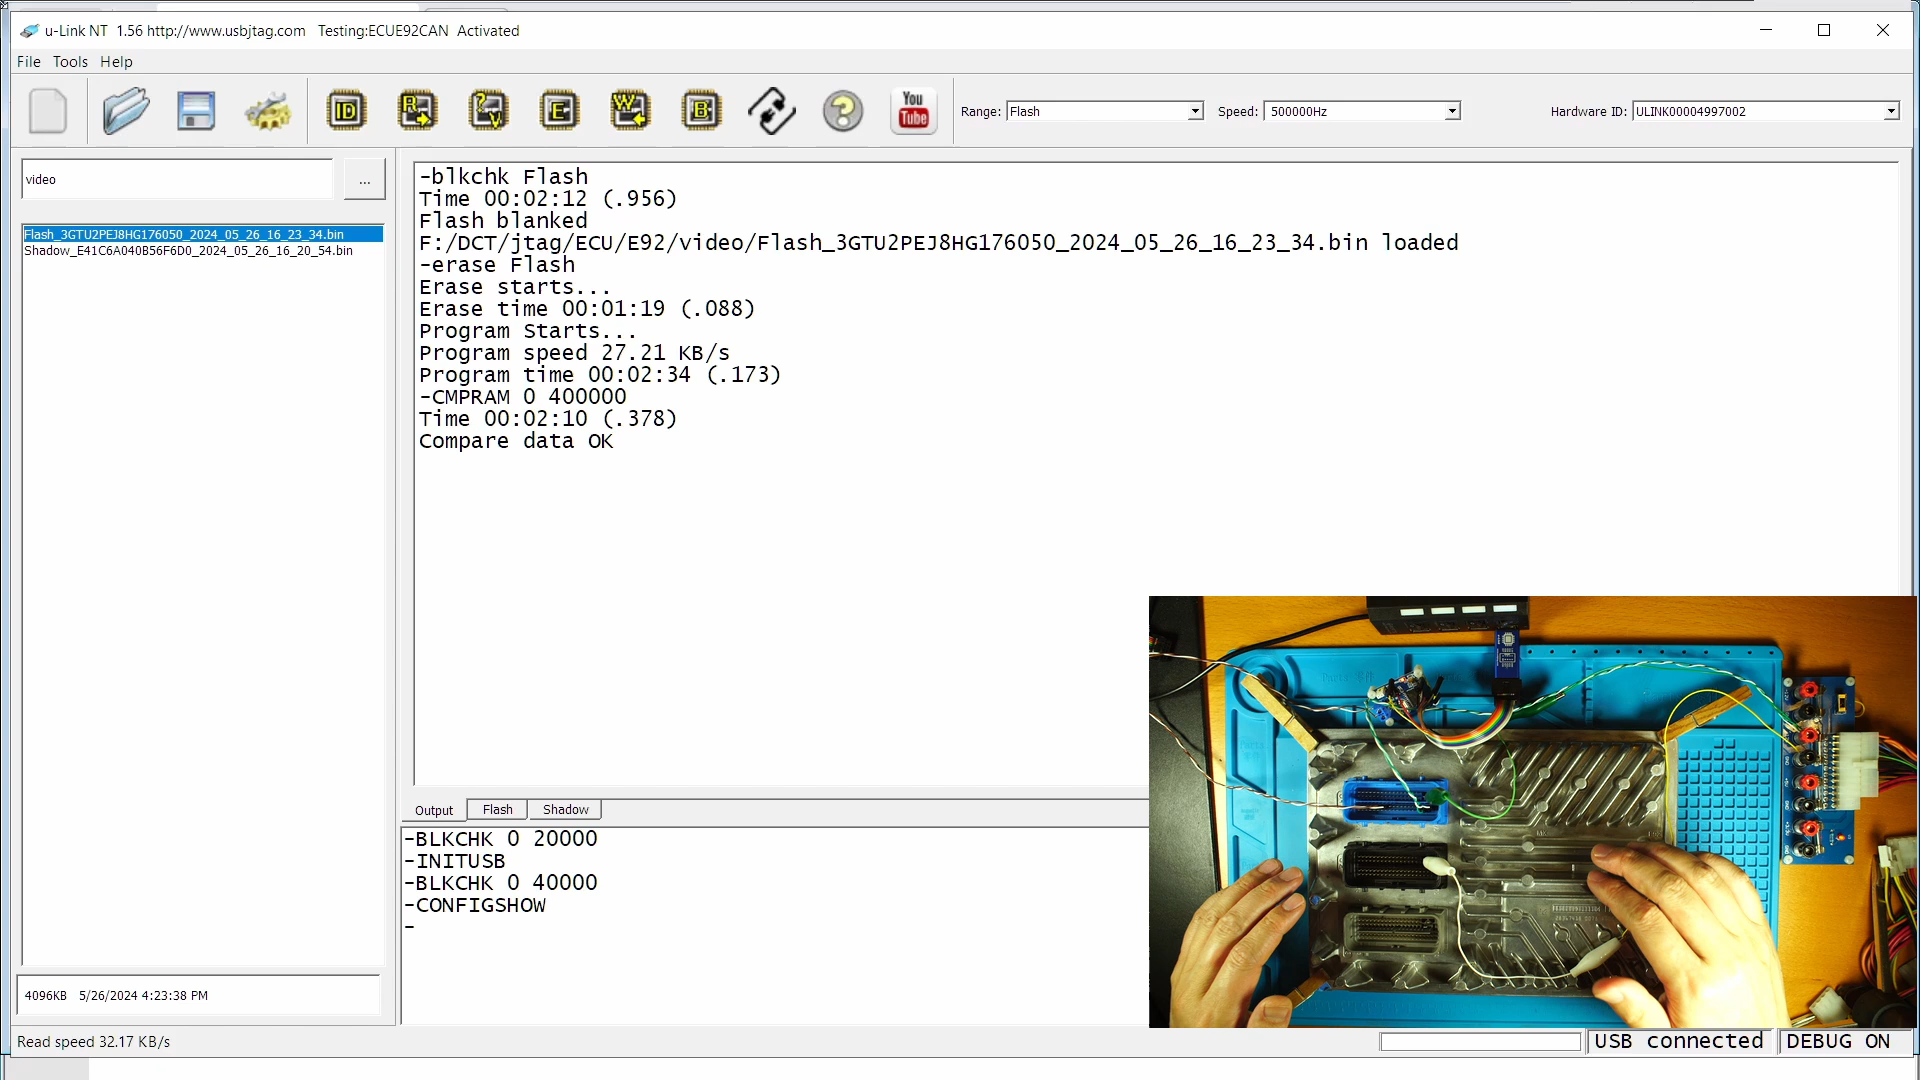 u-Link NT 1.56 http://www.usbjtag.com Testing:ECUE92CAN Activated
File Tools Help
ID
R
?
V
E
W
B
?
You
Tube
Range: Flash
Speed: 500000Hz
Hardware ID: ULINK00004997002
video
...
Flash_3GTU2PEJ8HG176050_2024_05_26_16_23_34.bin
Shadow_E41C6A040B56F6D0_2024_05_26_16_20_54.bin
-blkchk Flash
Time 00:02:12 (.956)
Flash blanked
F:/DCT/jtag/ECU/E92/video/Flash_3GTU2PEJ8HG176050_2024_05_26_16_23_34.bin loaded
-erase Flash
Erase starts...
Erase time 00:01:19 (.088)
Program Starts...
Program speed 27.21 KB/s
Program time 00:02:34 (.173)
-CMPRAM 0 400000
Time 00:02:10 (.378)
Compare data OK
Output Flash Shadow
-BLKCHK 0 20000
-INITUSB
-BLKCHK 0 40000
-CONFIGSHOW
-
4096KB 5/26/2024 4:23:38 PM
Read speed 32.17 KB/s
USB connected
DEBUG ON